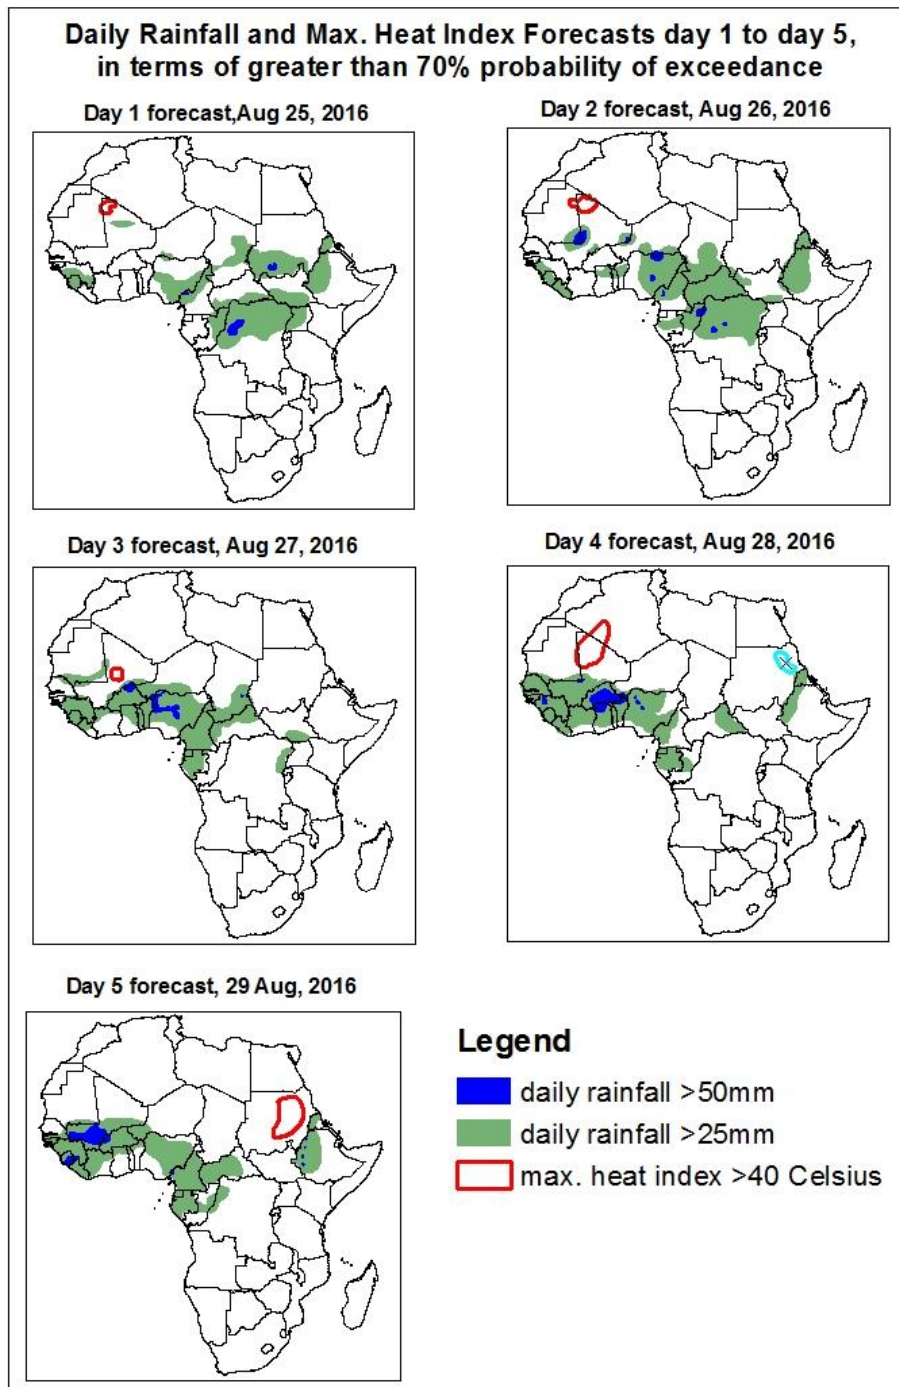 Daily Rainfall and Max. Heat Index Forecasts day 1 to day 5,
in terms of greater than 70% probability of exceedance
Day 1 forecast,Aug 25, 2016
Day 2 forecast, Aug 26, 2016
Day 3 forecast, Aug 27, 2016
Day 4 forecast, Aug 28, 2016
Day 5 forecast, 29 Aug, 2016
Legend
daily rainfall >50mm
daily rainfall >25mm
max. heat index >40 Celsius